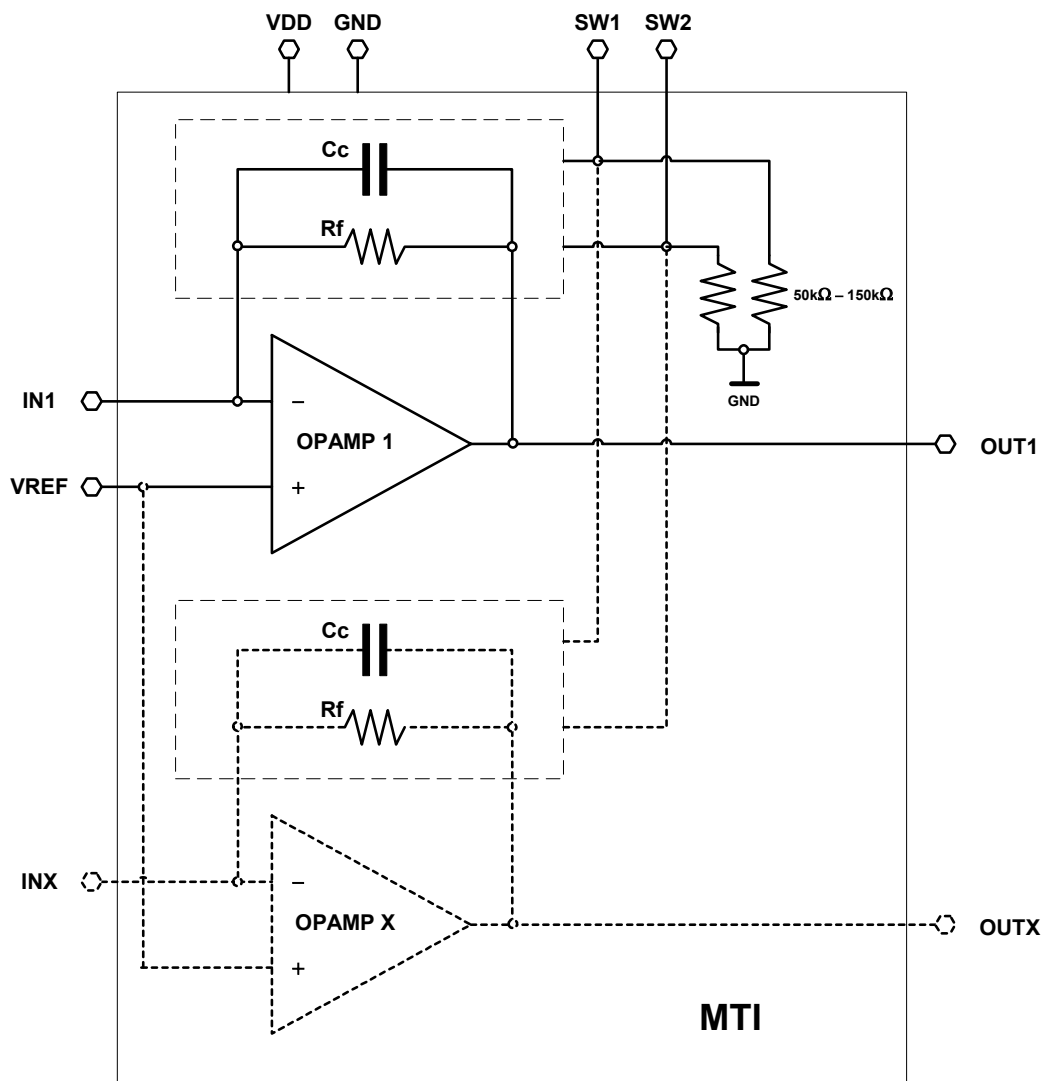 VDD GND SW1 SW2
Cc
Rf
50kΩ – 150kΩ
IN1
−
GND
OPAMP 1
OUT1
VREF
+
Cc
Rf
INX
−
OPAMP X
OUTX
+
MTI